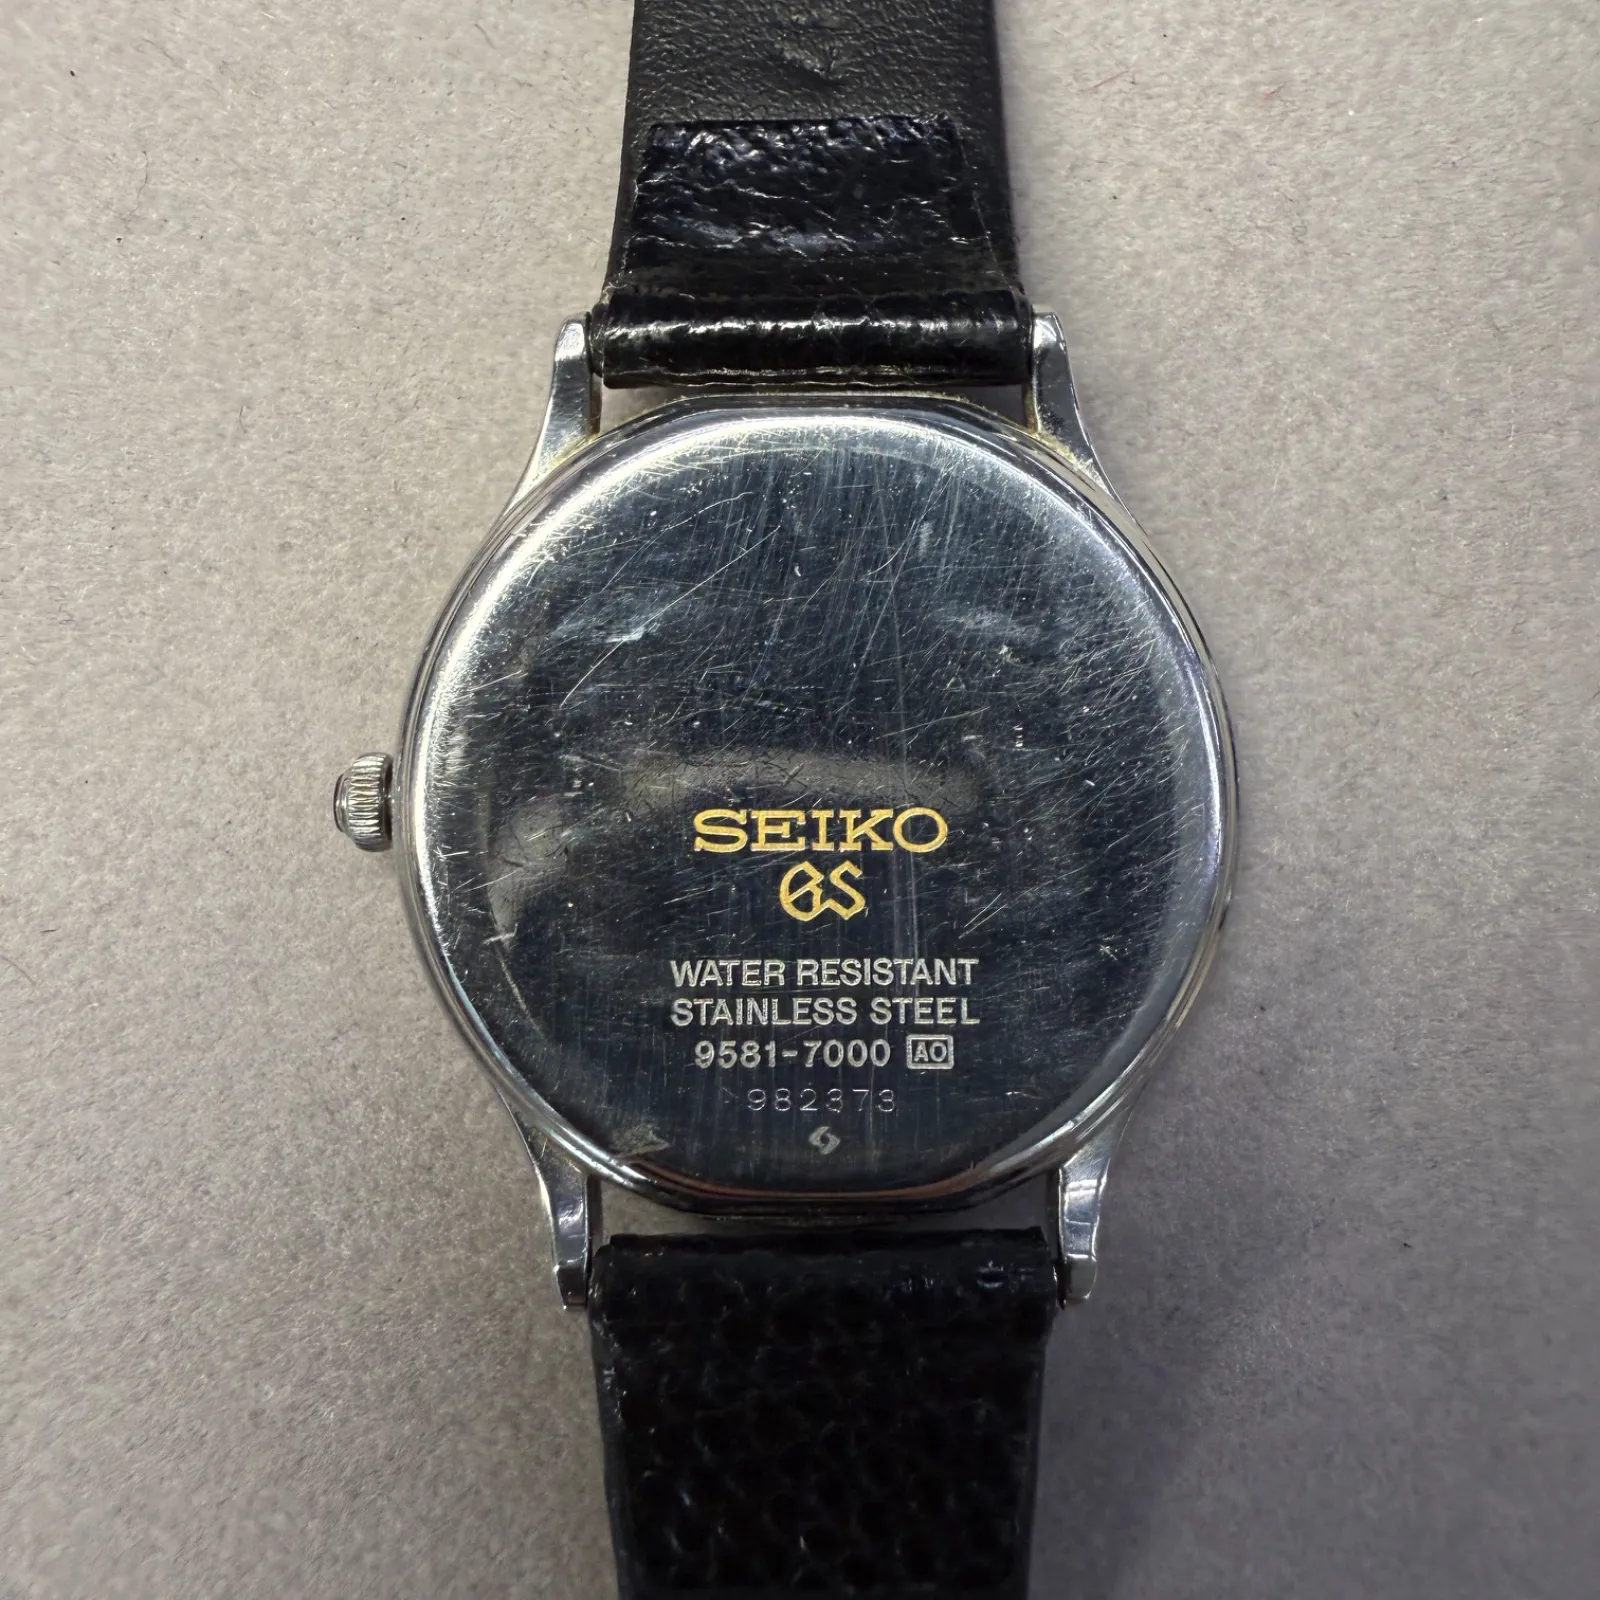 SEIKO
GS
WATER RESISTANT
STAINLESS STEEL
9581-7000 AO
982373